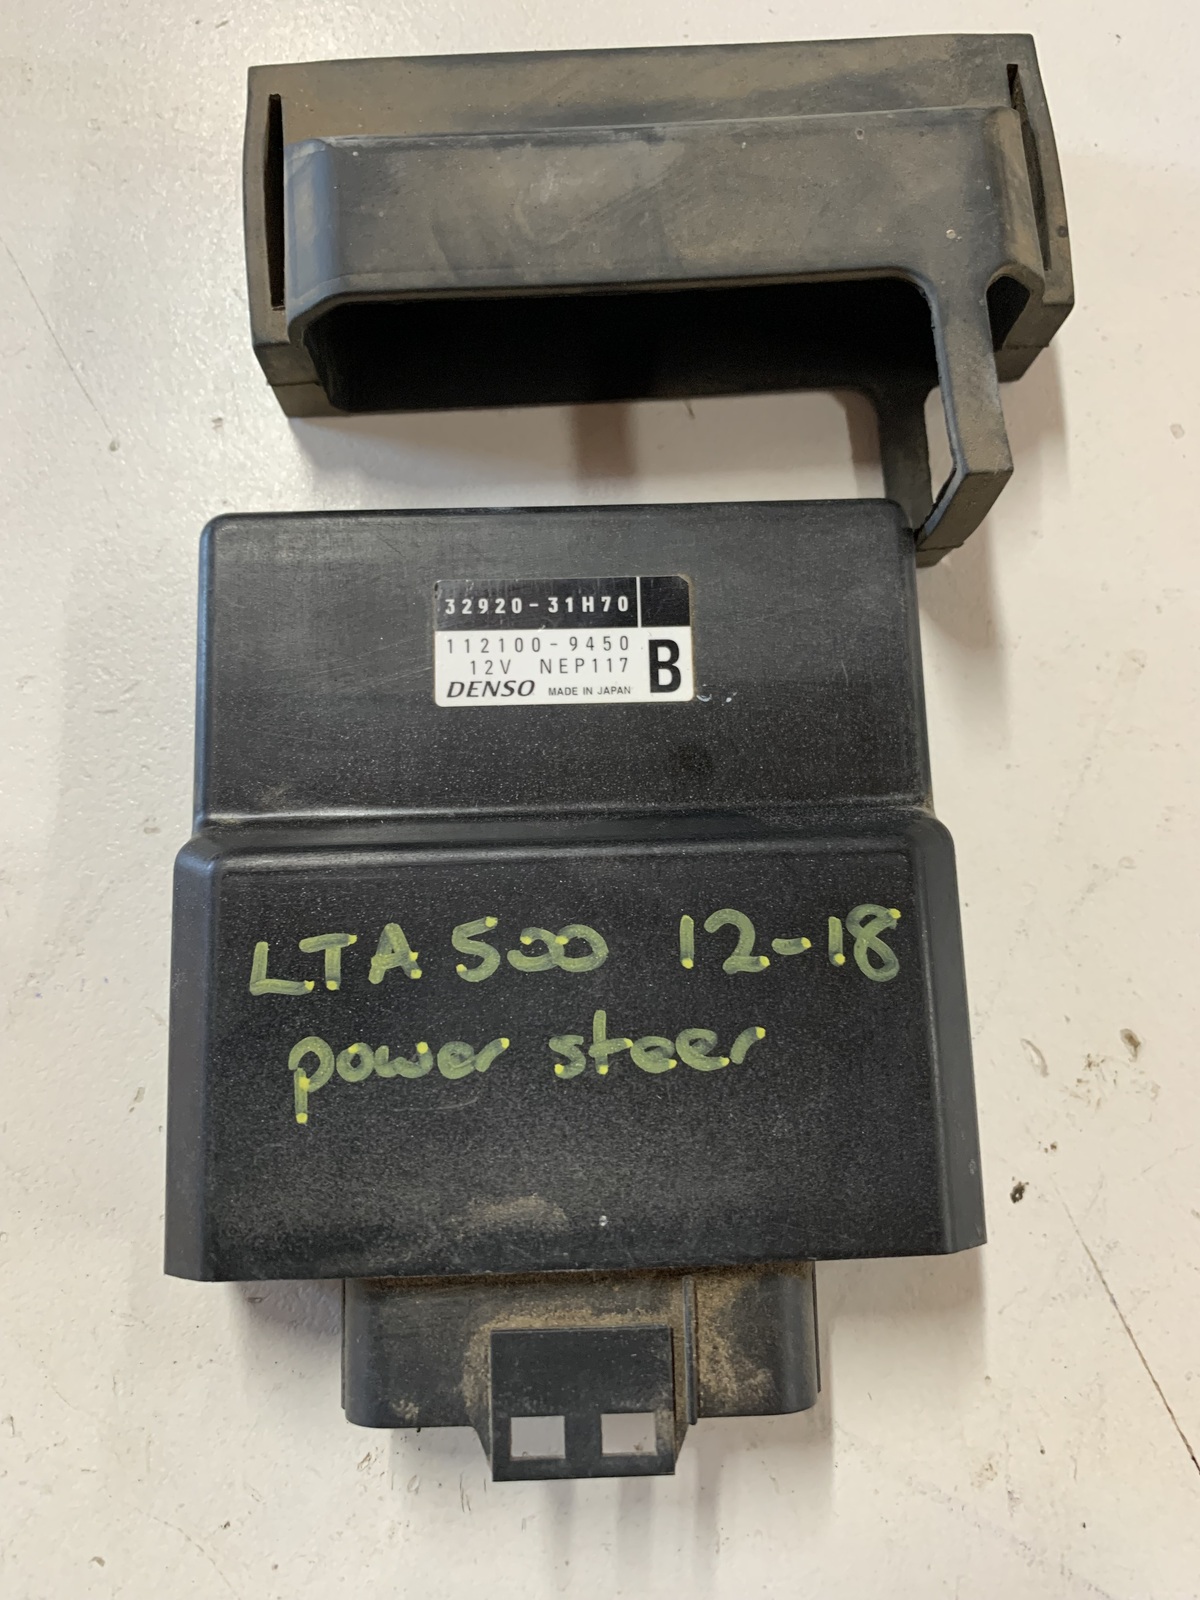 32920-31H70
112100-9450
12V NEP117
B
DENSO MADE IN JAPAN
LTA 500 12-18
power steer